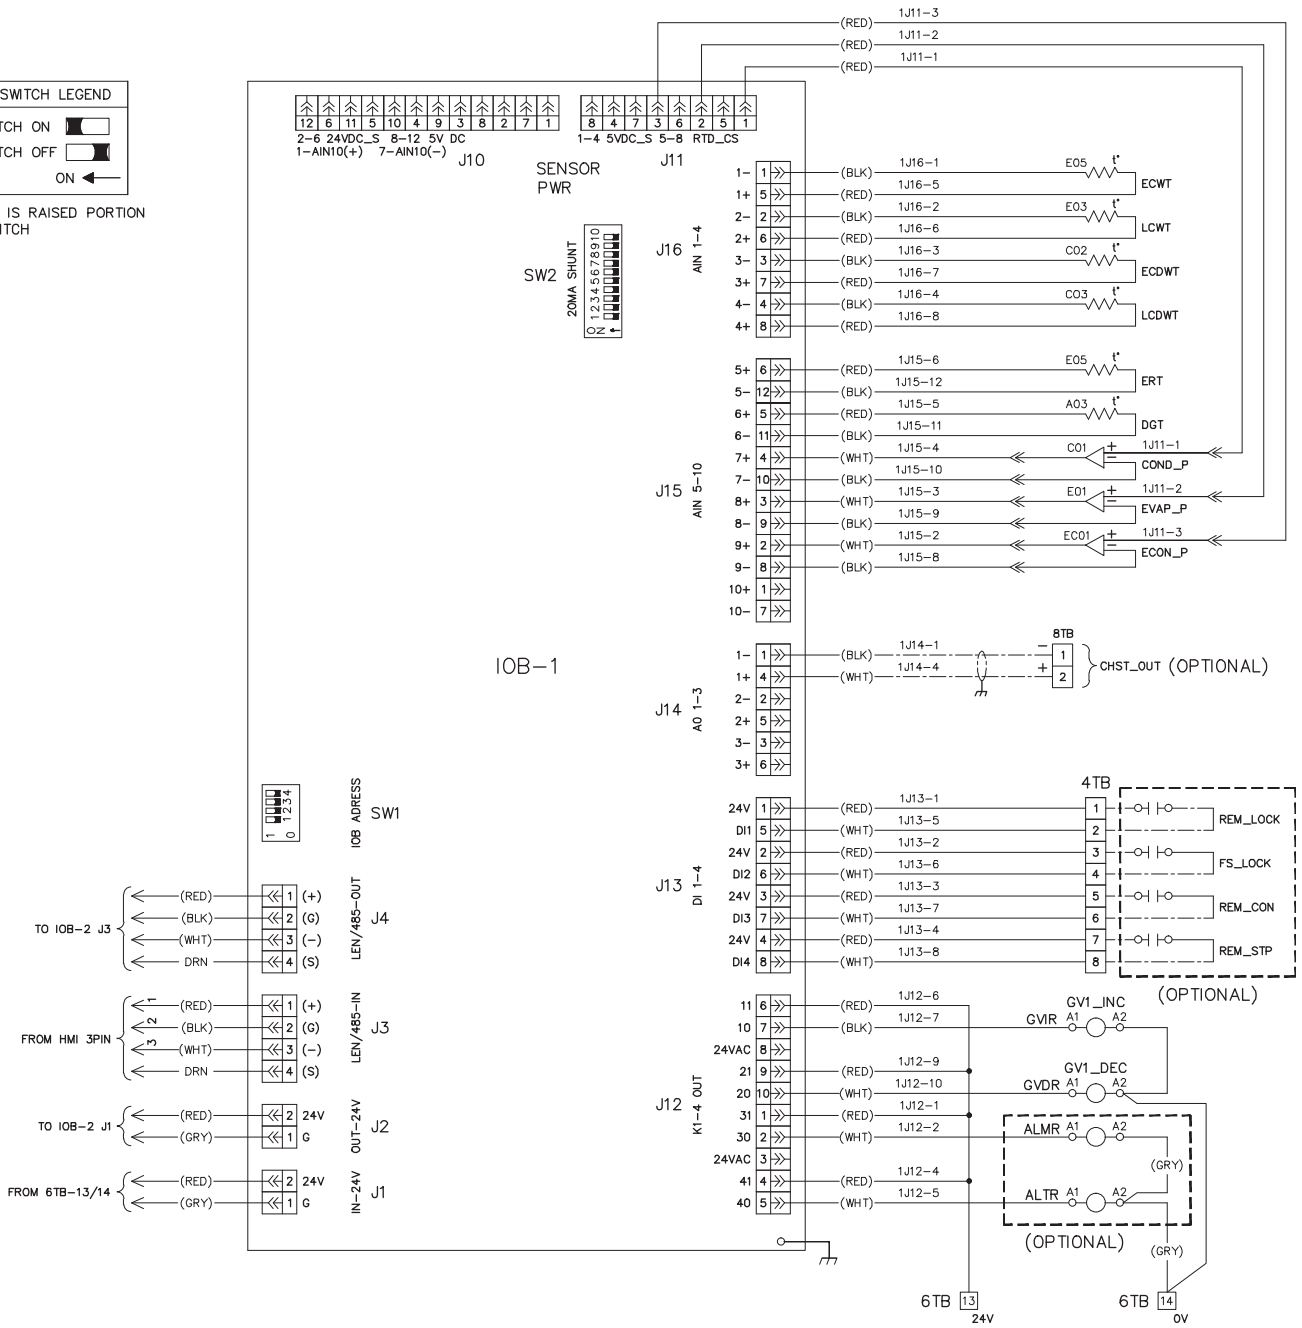 1J11-3
(RED)
1J11-2
(RED)
1J11-1
(RED)
SWITCH LEGEND
TCH ON
TCH OFF
ON
IS RAISED PORTION
ITCH
12 6 11 5 10 4 9 3 8 2 7 1
2-6 24VDC_S 8-12 5V DC
1-AIN10(+) 7-AIN10(-)
J10
8 4 7 3 6 2 5 1
1-4 5VDC_S 5-8 RTD_CS
J11
SENSOR
PWR
SW2
20MA SHUNT
1 2 3 4 5 6 7 8 9 10
ON
J16
AIN 1-4
1- 1 (BLK) 1J16-1 E05 t° ECWT
1+ 5 (RED) 1J16-5
2- 2 (BLK) 1J16-2 E03 t° LCWT
2+ 6 (RED) 1J16-6
3- 3 (BLK) 1J16-3 C02 t° ECDWT
3+ 7 (RED) 1J16-7
4- 4 (BLK) 1J16-4 C03 t° LCDWT
4+ 8 (RED) 1J16-8
J15
AIN 5-10
5+ 6 (RED) 1J15-6 E05 t° ERT
5- 12 (BLK) 1J15-12
6+ 5 (RED) 1J15-5 A03 t° DGT
6- 11 (BLK) 1J15-11
7+ 4 (WHT) 1J15-4 C01 + - 1J11-1 COND_P
7- 10 (BLK) 1J15-10
8+ 3 (WHT) 1J15-3 E01 + - 1J11-2 EVAP_P
8- 9 (BLK) 1J15-9
9+ 2 (WHT) 1J15-2 EC01 + - 1J11-3 ECON_P
9- 8 (BLK) 1J15-8
10+ 1
10- 7
IOB-1
J14
AO 1-3
8TB
1- 1 (BLK) 1J14-1 - 1
1+ 4 (WHT) 1J14-4 + 2
CHST_OUT (OPTIONAL)
2- 2
2+ 5
3- 3
3+ 6
1 2 3 4
1 0
IOB ADRESS
SW1
J13
DI 1-4
4TB
24V 1 (RED) 1J13-1 1 REM_LOCK
DI1 5 (WHT) 1J13-5 2
24V 2 (RED) 1J13-2 3 FS_LOCK
DI2 6 (WHT) 1J13-6 4
24V 3 (RED) 1J13-3 5 REM_CON
DI3 7 (WHT) 1J13-7 6
24V 4 (RED) 1J13-4 7 REM_STP
DI4 8 (WHT) 1J13-8 8
(OPTIONAL)
TO IOB-2 J3
(RED) 1 (+)
(BLK) 2 (G)
(WHT) 3 (-)
DRN 4 (S)
LEN/485-OUT
J4
FROM HMI 3PIN
1 (RED) 1 (+)
2 (BLK) 2 (G)
3 (WHT) 3 (-)
DRN 4 (S)
LEN/485-IN
J3
TO IOB-2 J1
(RED) 2 24V
(GRY) 1 G
OUT-24V
J2
FROM 6TB-13/14
(RED) 2 24V
(GRY) 1 G
IN-24V
J1
J12
K1-4 OUT
11 6 (RED) 1J12-6
10 7 (BLK) 1J12-7 GVIR A1 GV1_INC A2
24VAC 8
21 9 (RED) 1J12-9
20 10 (WHT) 1J12-10 GVDR A1 GV1_DEC A2
31 1 (RED) 1J12-1
30 2 (WHT) 1J12-2 ALMR A1 A2
24VAC 3
(GRY)
41 4 (RED) 1J12-4
40 5 (WHT) 1J12-5 ALTR A1 A2
(OPTIONAL)
(GRY)
6TB 13
24V
6TB 14
0V